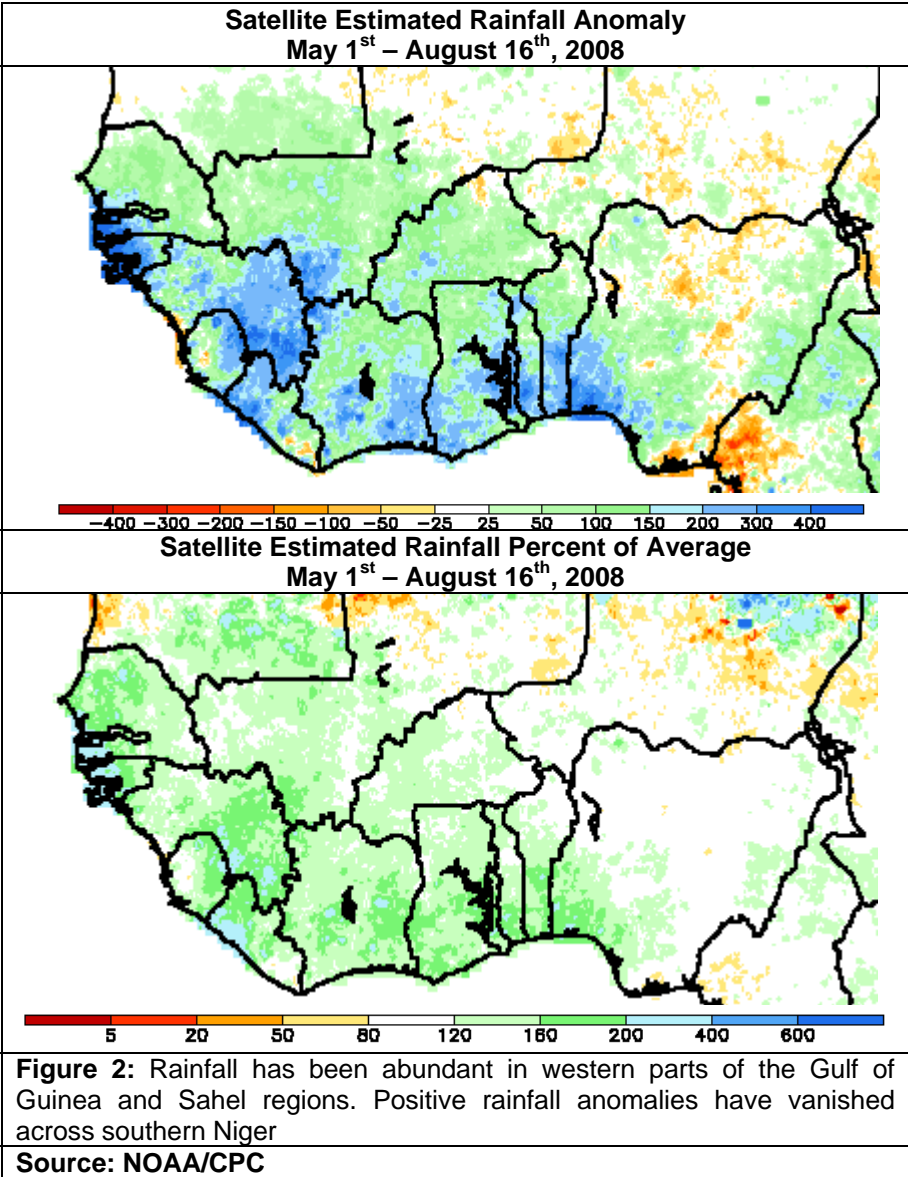 Satellite Estimated Rainfall Anomaly
May 1st – August 16th, 2008
-400 -300 -200 -150 -100 -50 -25 25 50 100 150 200 300 400
Satellite Estimated Rainfall Percent of Average
May 1st – August 16th, 2008
5 20 50 80 120 160 200 400 600
Figure 2: Rainfall has been abundant in western parts of the Gulf of
Guinea and Sahel regions. Positive rainfall anomalies have vanished
across southern Niger
Source: NOAA/CPC